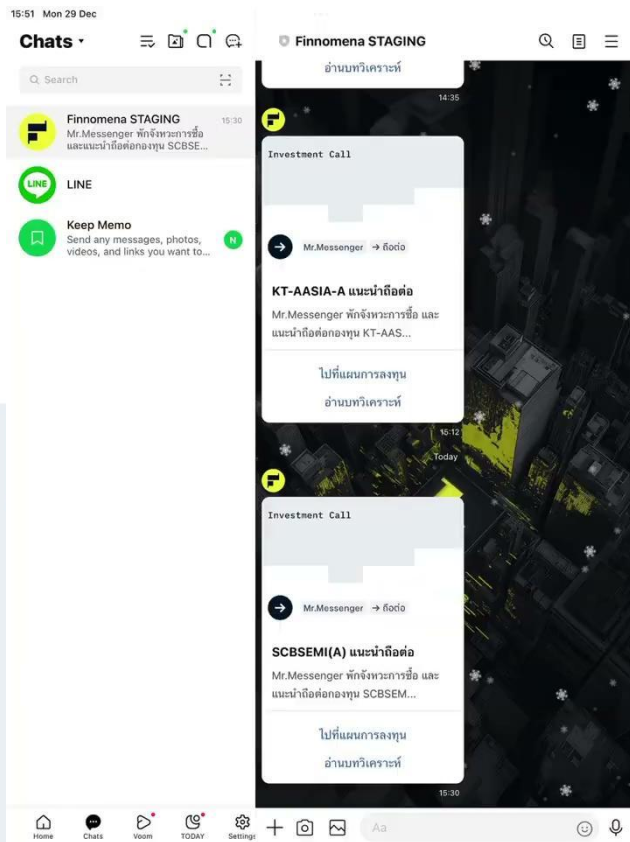 15:51 Mon 29 Dec
Chats
Finnomena STAGING
Search
Finnomena STAGING
15:30
Mr.Messenger พักจังหวะการซื้อ
และแนะนำถือต่อกองทุน SCBSE...
LINE
LINE
Keep Memo
Send any messages, photos,
videos, and links you want to...
N
Home
Chats
Voom
TODAY
Settings
อ่านบทวิเคราะห์
14:35
Investment Call
Mr.Messenger → ถือต่อ
KT-AASIA-A แนะนำถือต่อ
Mr.Messenger พักจังหวะการซื้อ และ
แนะนำถือต่อกองทุน KT-AAS...
ไปที่แผนการลงทุน
อ่านบทวิเคราะห์
15:12
Today
Investment Call
Mr.Messenger → ถือต่อ
SCBSEMI(A) แนะนำถือต่อ
Mr.Messenger พักจังหวะการซื้อ และ
แนะนำถือต่อกองทุน SCBSEM...
ไปที่แผนการลงทุน
อ่านบทวิเคราะห์
15:30
Aa